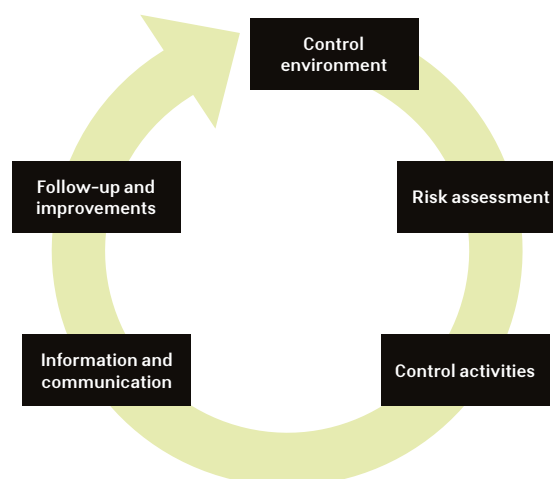 Control
environment
Risk assessment
Control activities
Information and
communication
Follow-up and
improvements